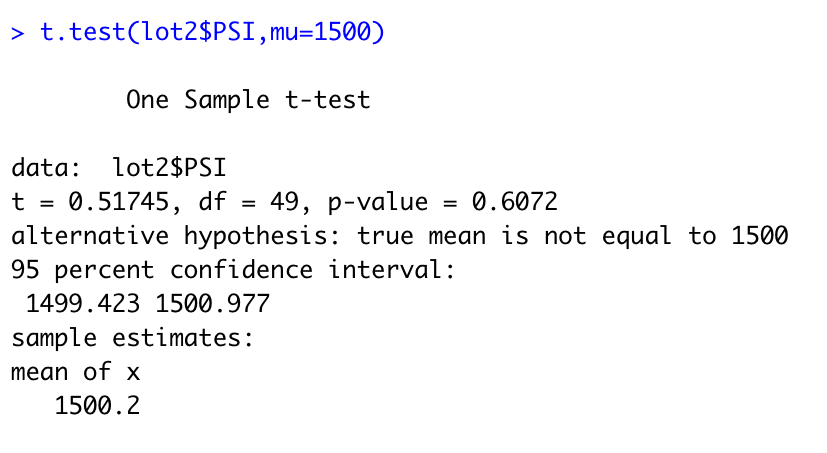 > t.test(lot2$PSI,mu=1500)
One Sample t-test
data:  lot2$PSI
t = 0.51745, df = 49, p-value = 0.6072
alternative hypothesis: true mean is not equal to 1500
95 percent confidence interval:
1499.423 1500.977
sample estimates:
mean of x
1500.2